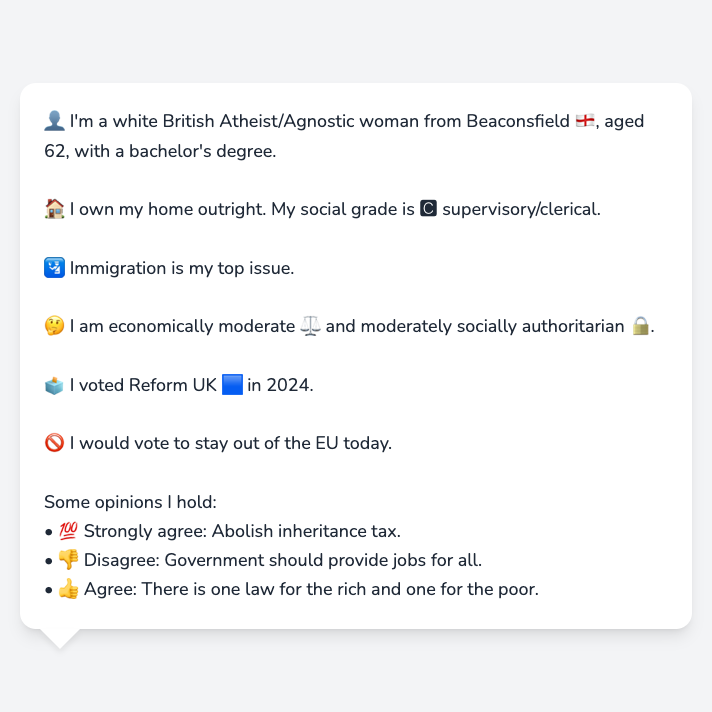 👤 I'm a white British Atheist/Agnostic woman from Beaconsfield 🏴󠁧󠁢󠁥󠁮󠁧󠁿, aged
62, with a bachelor's degree.
🏠 I own my home outright. My social grade is 🅲 supervisory/clerical.
🛂 Immigration is my top issue.
🤔 I am economically moderate ⚖️ and moderately socially authoritarian 🔒.
🗳️ I voted Reform UK 🟦 in 2024.
🚫 I would vote to stay out of the EU today.
Some opinions I hold:
• 💯 Strongly agree: Abolish inheritance tax.
• 👎 Disagree: Government should provide jobs for all.
• 👍 Agree: There is one law for the rich and one for the poor.